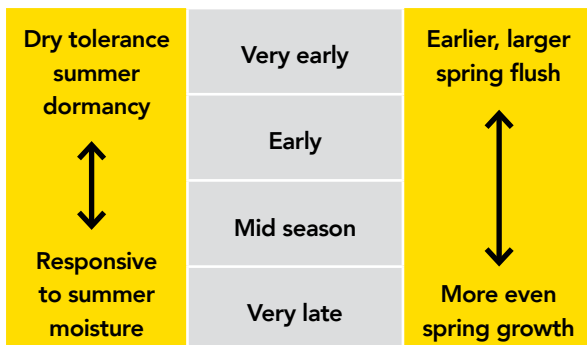 Dry tolerance
summer
dormancy
Responsive
to summer
moisture
Very early
Early
Mid season
Very late
Earlier, larger
spring flush
More even
spring growth